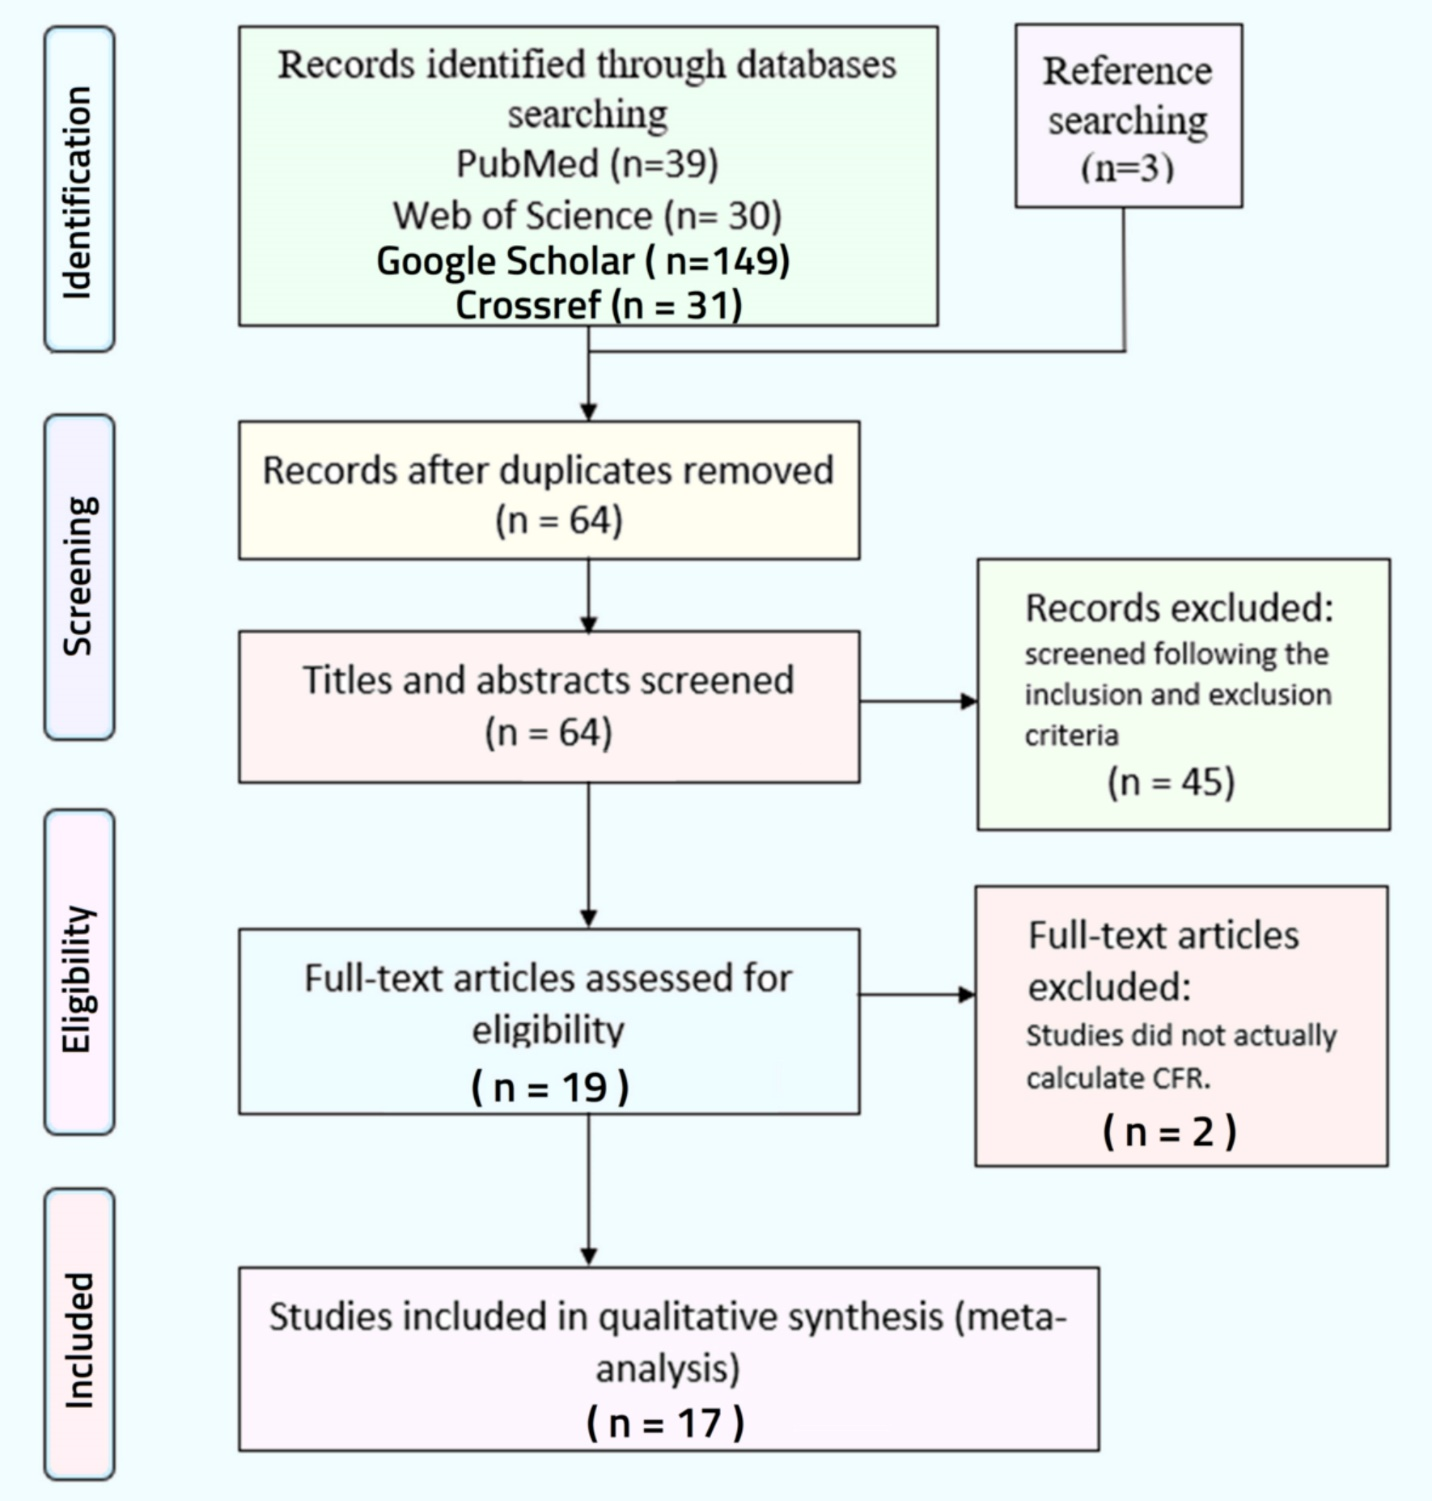 Identification
Records identified through databases
searching
PubMed (n=39)
Web of Science (n= 30)
Google Scholar ( n=149)
Crossref (n = 31)
Reference
searching
(n=3)
Screening
Records after duplicates removed
(n = 64)
Titles and abstracts screened
(n = 64)
Records excluded:
screened following the
inclusion and exclusion
criteria
(n = 45)
Eligibility
Full-text articles assessed for
eligibility
( n = 19 )
Full-text articles
excluded:
Studies did not actually
calculate CFR.
( n = 2 )
Included
Studies included in qualitative synthesis (meta-
analysis)
( n = 17 )